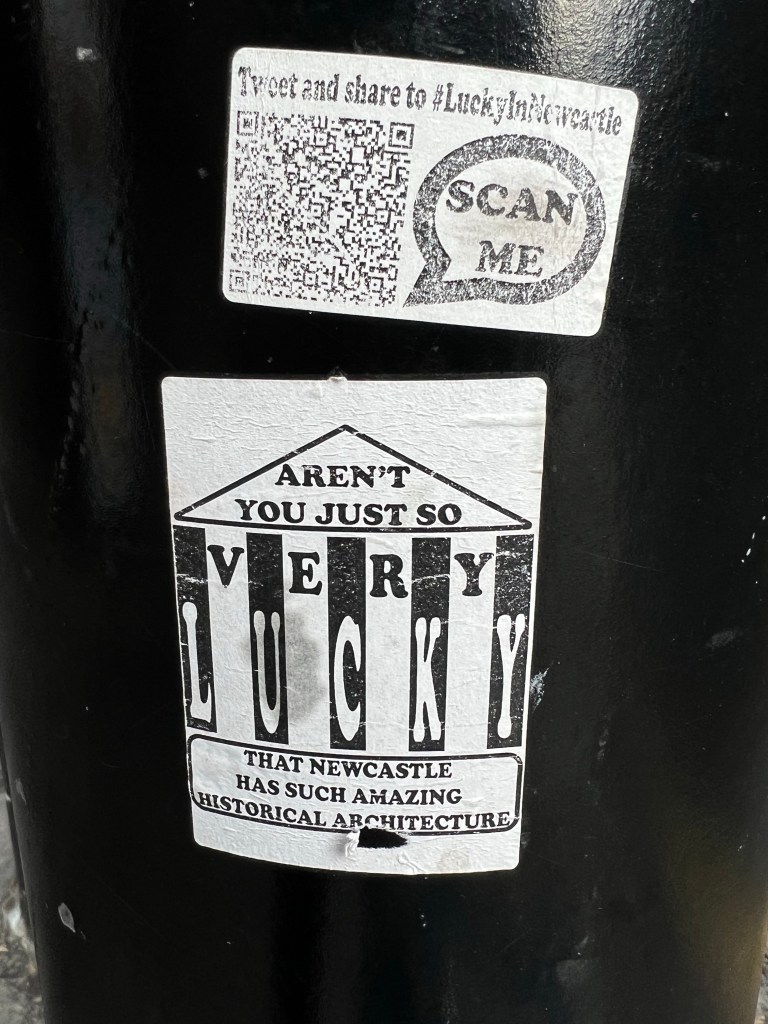 Tweet and share to #LuckyInNewcastle
SCAN
ME
AREN'T
YOU JUST SO
VERY
LUCKY
THAT NEWCASTLE
HAS SUCH AMAZING
HISTORICAL ARCHITECTURE